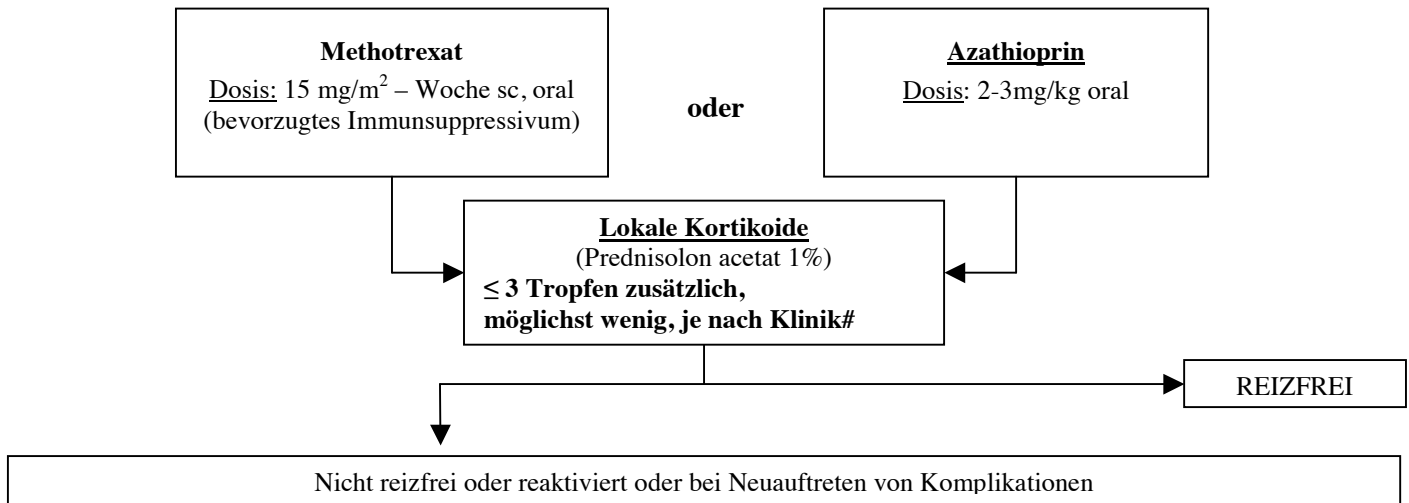 Methotrexat
Dosis: 15 mg/m² – Woche sc, oral
(bevorzugtes Immunsuppressivum)
oder
Azathioprin
Dosis: 2-3mg/kg oral
Lokale Kortikoide
(Prednisolon acetat 1%)
≤ 3 Tropfen zusätzlich,
möglichst wenig, je nach Klinik#
REIZFREI
Nicht reizfrei oder reaktiviert oder bei Neuauftreten von Komplikationen